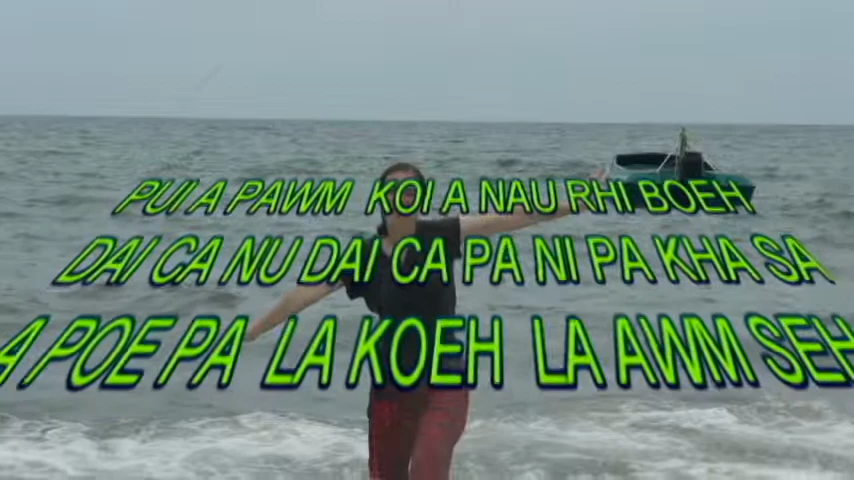 PUI A PAWM KOI A NAU RHI BOEH
DAI CA NU DAI CA PA NI PA KHA SA
A POE PA LA KOEH LA AWM SEH